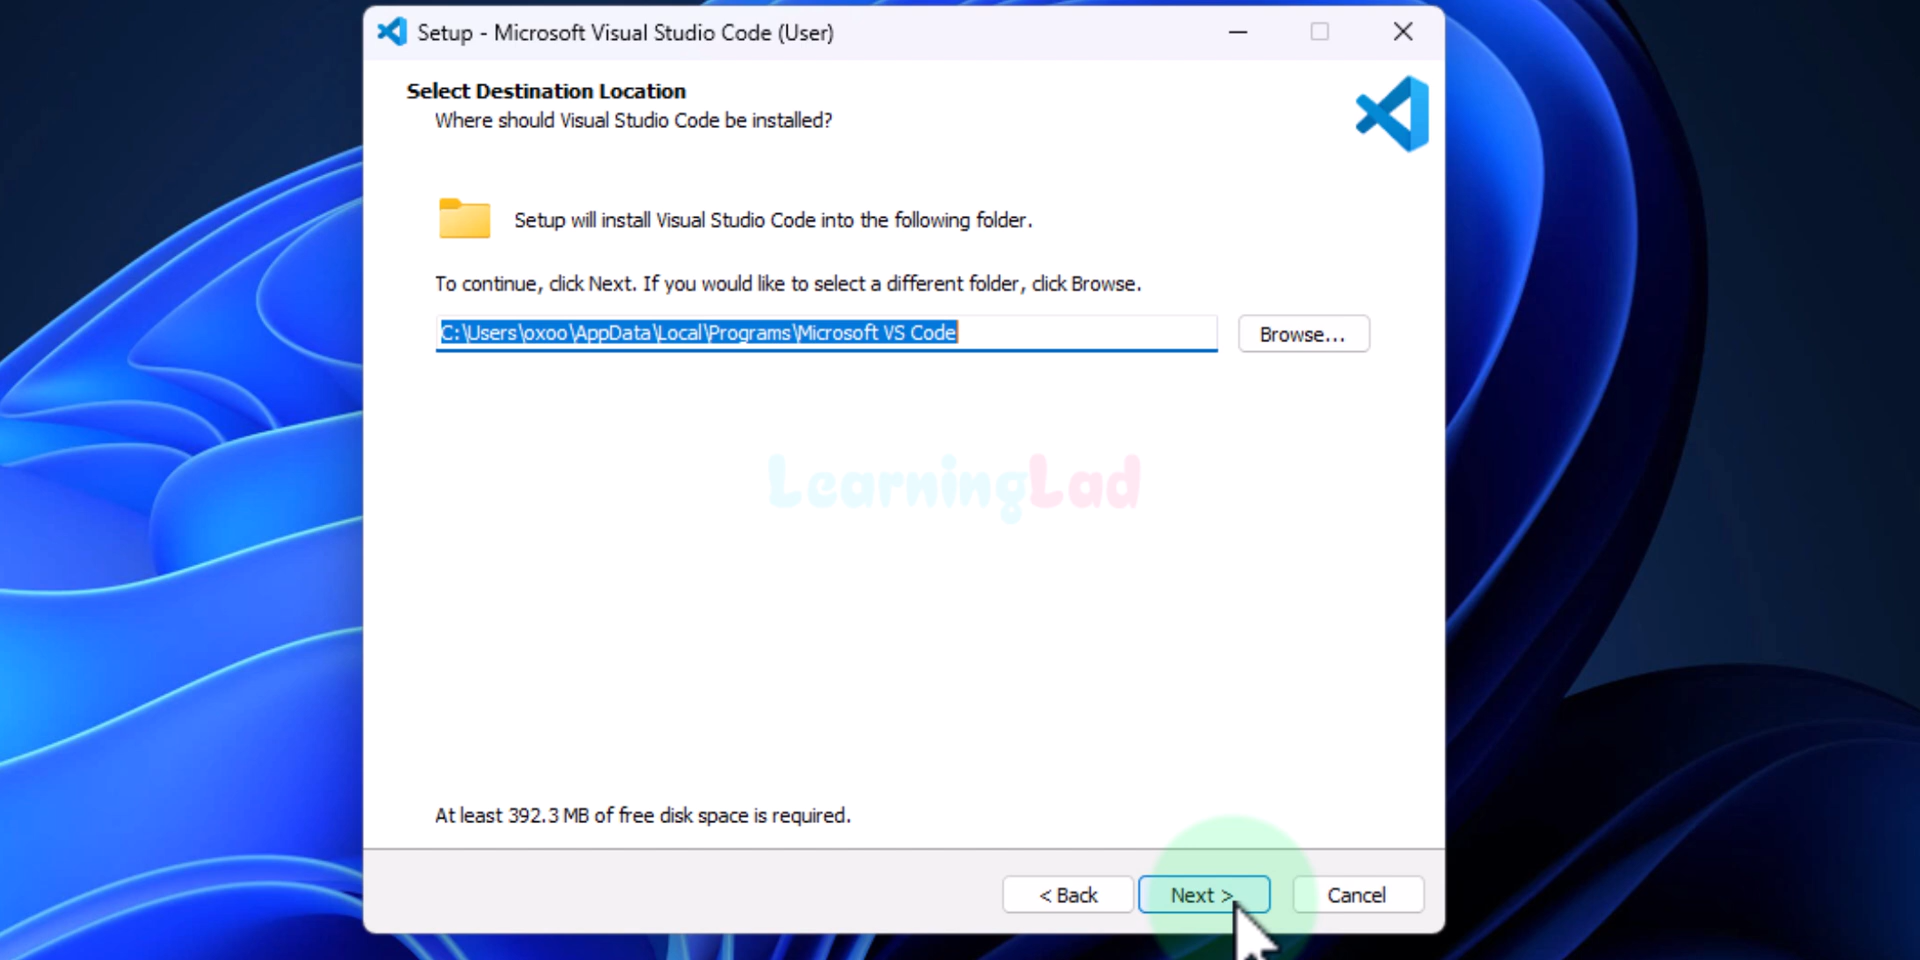 Setup - Microsoft Visual Studio Code (User)
Select Destination Location
Where should Visual Studio Code be installed?
Setup will install Visual Studio Code into the following folder.
To continue, click Next. If you would like to select a different folder, click Browse.
C:\Users\oxoo\AppData\Local\Programs\Microsoft VS Code
Browse...
LearningLad
At least 392.3 MB of free disk space is required.
< Back
Next >
Cancel